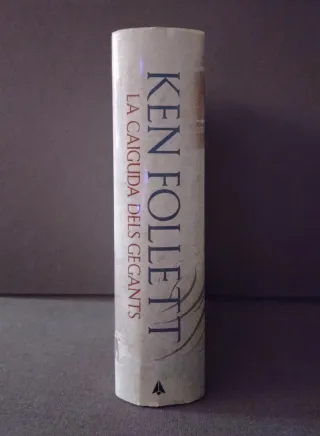 KEN FOLLETT
LA CAIGUDA DELS GEGANTS